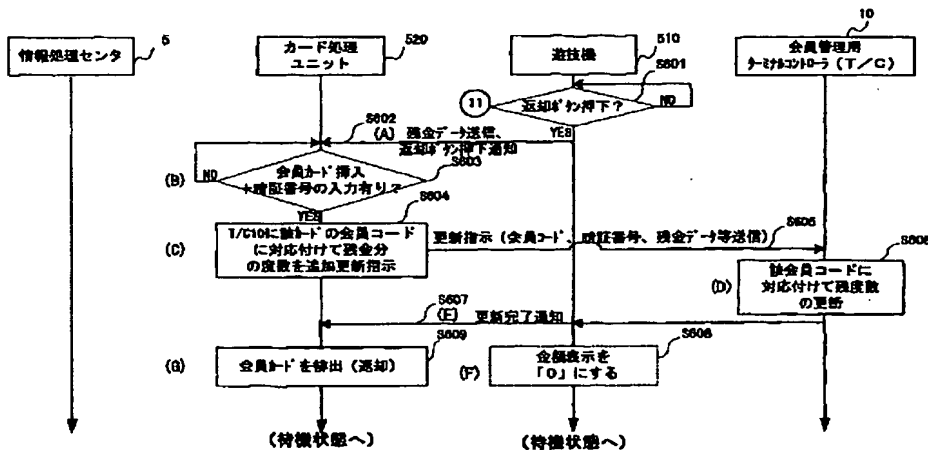 5
情報処理センタ
520
カード処理
ユニット
510
遊技機
10
会員管理用
ターミナルコントローラ(T/C)
S601
11
返却ボタン押下?
NO
YES
S602
(A) 残金データ送信、
返却ボタン押下通知
S603
(B)
会員カード挿入
+暗証番号の入力有り?
NO
YES
S604
(C)
T/C10に該カードの会員コード
に対応付けて残金分
の度数を追加更新指示
S605
更新指示(会員コード、暗証番号、残金データ等送信)
S606
(D)
該会員コードに
対応付けて残度数
の更新
S607
(E) 更新完了通知
S609
(G)
会員カードを排出(返却)
S608
(F)
金額表示を
「0」にする
(待機状態へ)
(待機状態へ)